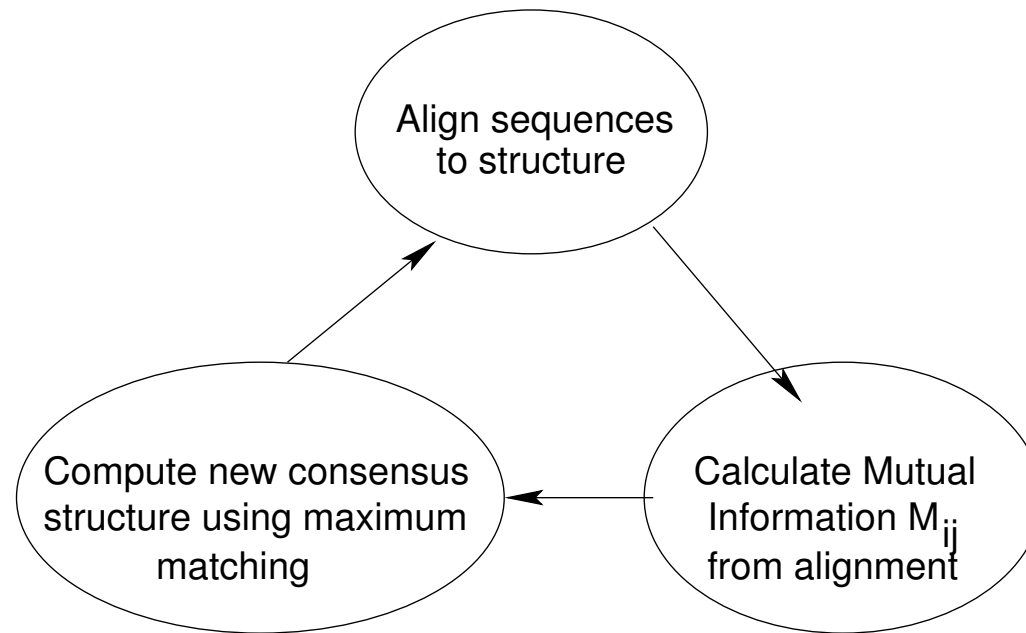 Align sequences
to structure
Compute new consensus
structure using maximum
matching
Calculate Mutual
Information M_ij
from alignment